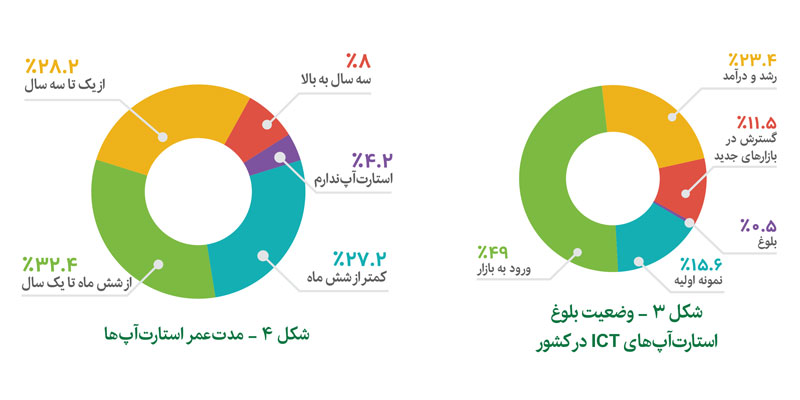 ٪۲۳.۴
رشد و درآمد
٪۱۱.۵
گسترش در
بازارهای جدید
٪۰.۵
بلوغ
٪۱۵.۶
نمونه اولیه
٪۴۹
ورود به بازار
شکل ۳ - وضعیت بلوغ
استارت‌آپ‌های ICT در کشور
٪۸
سه سال به بالا
٪۲۸.۲
از یک تا سه سال
٪۴.۲
استارت‌آپ ندارم
٪۲۷.۲
کمتر از شش ماه
٪۳۲.۴
از شش ماه تا یک سال
شکل ۴ - مدت‌عمر استارت‌آپ‌ها